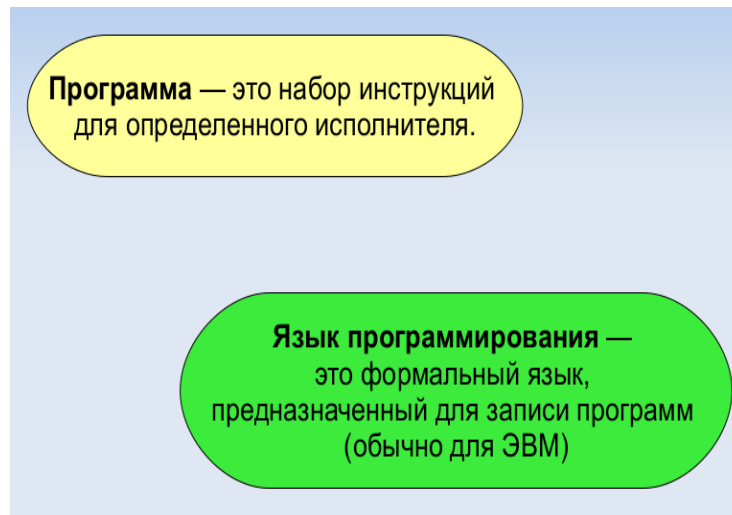 Программа — это набор инструкций
для определенного исполнителя.
Язык программирования —
это формальный язык,
предназначенный для записи программ
(обычно для ЭВМ)